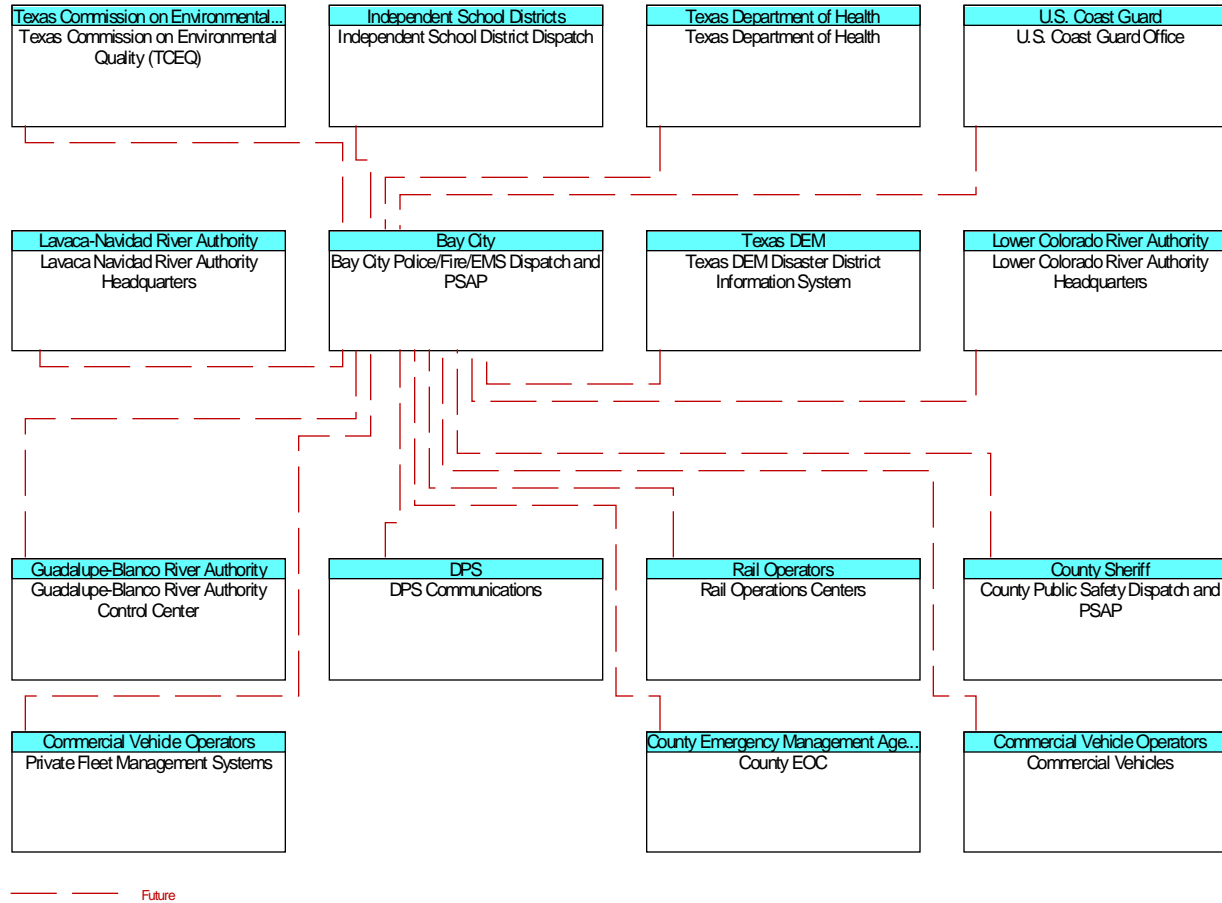 Texas Commission on Environmental...
Texas Commission on Environmental
Quality (TCEQ)
Independent School Districts
Independent School District Dispatch
Texas Department of Health
Texas Department of Health
U.S. Coast Guard
U.S. Coast Guard Office
Lavaca-Navidad River Authority
Lavaca Navidad River Authority
Headquarters
Bay City
Bay City Police/Fire/EMS Dispatch and
PSAP
Texas DEM
Texas DEM Disaster District
Information System
Lower Colorado River Authority
Lower Colorado River Authority
Headquarters
Guadalupe-Blanco River Authority
Guadalupe-Blanco River Authority
Control Center
DPS
DPS Communications
Rail Operators
Rail Operations Centers
County Sheriff
County Public Safety Dispatch and
PSAP
Commercial Vehicle Operators
Private Fleet Management Systems
County Emergency Management Age...
County EOC
Commercial Vehicle Operators
Commercial Vehicles
Future